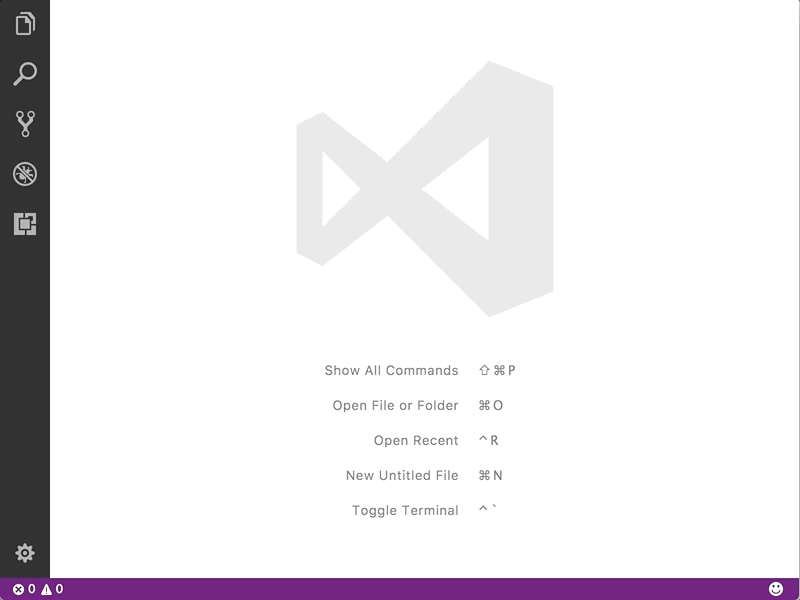 Show All Commands ⇧⌘P
Open File or Folder ⌘O
Open Recent ^R
New Untitled File ⌘N
Toggle Terminal ^`
0 0